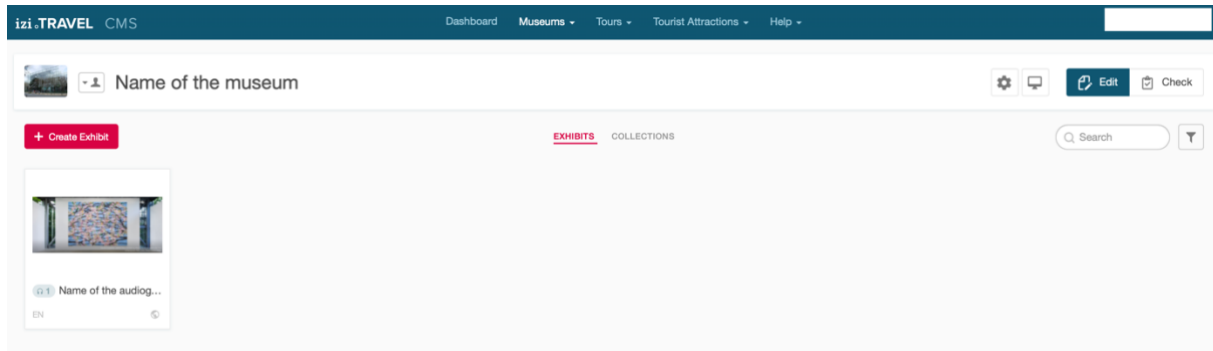 izi.TRAVEL CMS Dashboard Museums Tours Tourist Attractions Help
Name of the museum Edit Check
+ Create Exhibit EXHIBITS COLLECTIONS Search
1 Name of the audiog...
EN